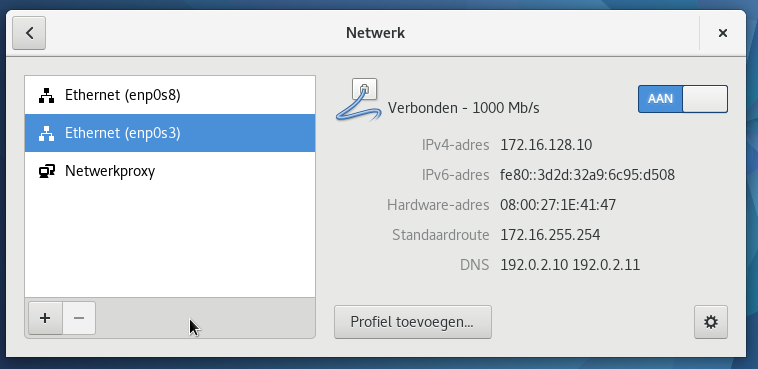 Netwerk
Ethernet (enp0s8)
Ethernet (enp0s3)
Netwerkproxy
Verbonden - 1000 Mb/s
AAN
IPv4-adres 172.16.128.10
IPv6-adres fe80::3d2d:32a9:6c95:d508
Hardware-adres 08:00:27:1E:41:47
Standaardroute 172.16.255.254
DNS 192.0.2.10 192.0.2.11
Profiel toevoegen...